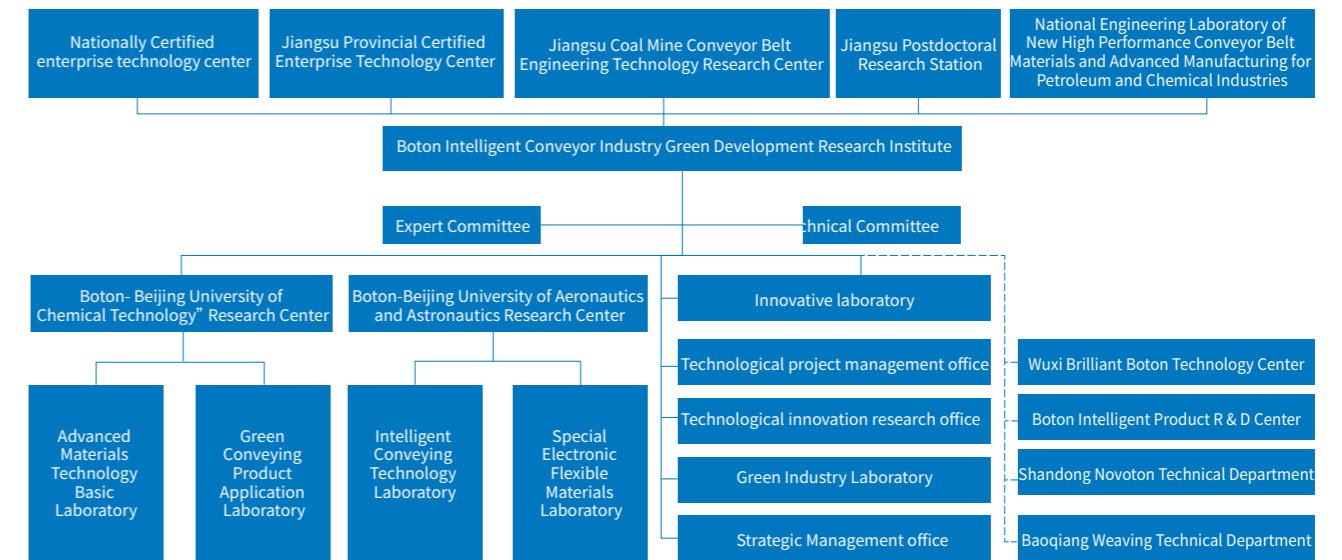 Nationally Certified
enterprise technology center
Jiangsu Provincial Certified
Enterprise Technology Center
Jiangsu Coal Mine Conveyor Belt
Engineering Technology Research Center
Jiangsu Postdoctoral
Research Station
National Engineering Laboratory of
New High Performance Conveyor Belt
Materials and Advanced Manufacturing for
Petroleum and Chemical Industries
Boton Intelligent Conveyor Industry Green Development Research Institute
Expert Committee
chnical Committee
Boton- Beijing University of
Chemical Technology” Research Center
Boton-Beijing University of Aeronautics
and Astronautics Research Center
Advanced
Materials
Technology
Basic
Laboratory
Green
Conveying
Product
Application
Laboratory
Intelligent
Conveying
Technology
Laboratory
Special
Electronic
Flexible
Materials
Laboratory
Innovative laboratory
Technological project management office
Technological innovation research office
Green Industry Laboratory
Strategic Management office
Wuxi Brilliant Boton Technology Center
Boton Intelligent Product R & D Center
Shandong Novoton Technical Department
Baoqiang Weaving Technical Department